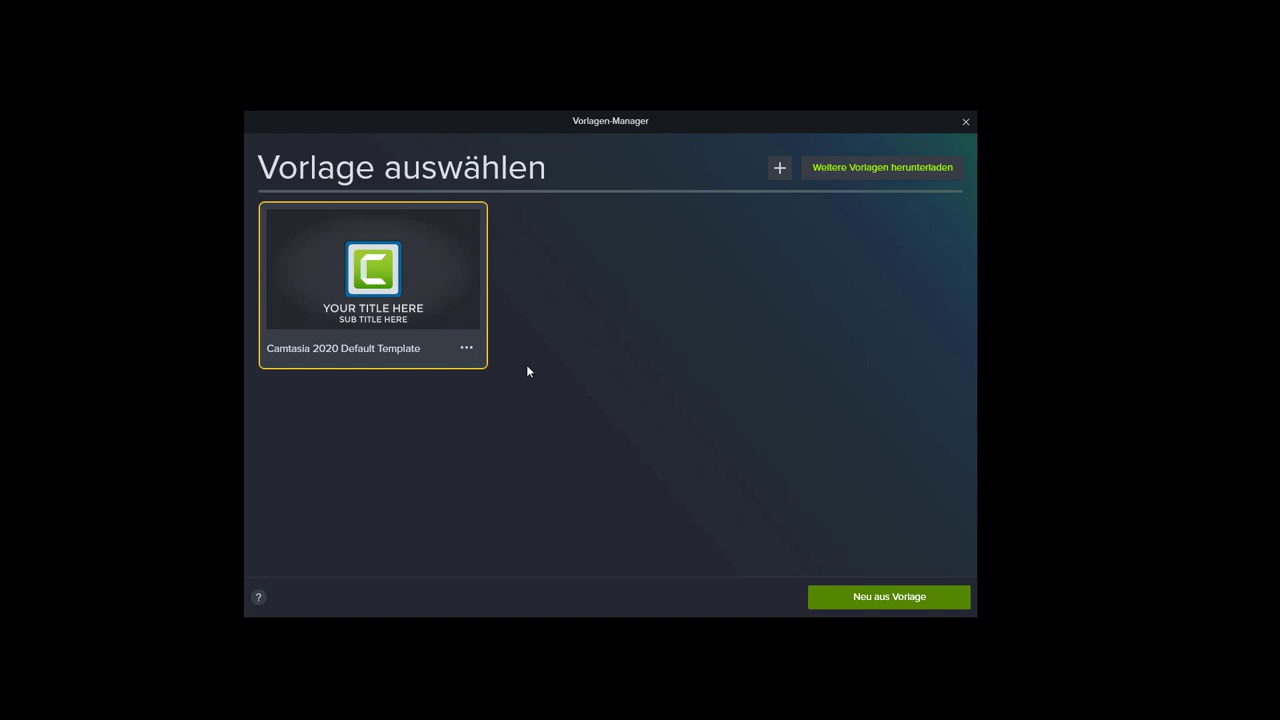 Vorlagen-Manager
Vorlage auswählen
Weitere Vorlagen herunterladen
YOUR TITLE HERE
SUB TITLE HERE
Camtasia 2020 Default Template
?
Neu aus Vorlage